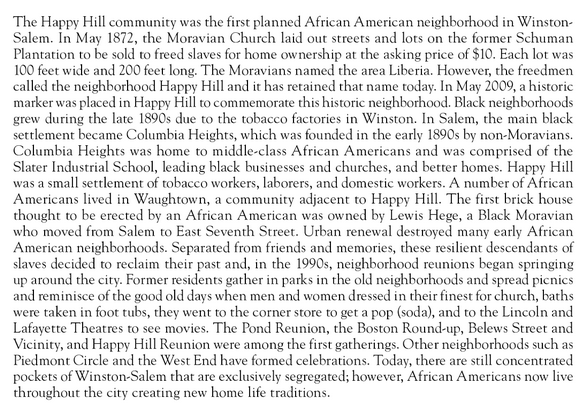 The Happy Hill community was the first planned African American neighborhood in Winston-
Salem. In May 1872, the Moravian Church laid out streets and lots on the former Schuman
Plantation to be sold to freed slaves for home ownership at the asking price of $10. Each lot was
100 feet wide and 200 feet long. The Moravians named the area Liberia. However, the freedmen
called the neighborhood Happy Hill and it has retained that name today. In May 2009, a historic
marker was placed in Happy Hill to commemorate this historic neighborhood. Black neighborhoods
grew during the late 1890s due to the tobacco factories in Winston. In Salem, the main black
settlement became Columbia Heights, which was founded in the early 1890s by non-Moravians.
Columbia Heights was home to middle-class African Americans and was comprised of the
Slater Industrial School, leading black businesses and churches, and better homes. Happy Hill
was a small settlement of tobacco workers, laborers, and domestic workers. A number of African
Americans lived in Waughtown, a community adjacent to Happy Hill. The first brick house
thought to be erected by an African American was owned by Lewis Hege, a Black Moravian
who moved from Salem to East Seventh Street. Urban renewal destroyed many early African
American neighborhoods. Separated from friends and memories, these resilient descendants of
slaves decided to reclaim their past and, in the 1990s, neighborhood reunions began springing
up around the city. Former residents gather in parks in the old neighborhoods and spread picnics
and reminisce of the good old days when men and women dressed in their finest for church, baths
were taken in foot tubs, they went to the corner store to get a pop (soda), and to the Lincoln and
Lafayette Theatres to see movies. The Pond Reunion, the Boston Round-up, Belews Street and
Vicinity, and Happy Hill Reunion were among the first gatherings. Other neighborhoods such as
Piedmont Circle and the West End have formed celebrations. Today, there are still concentrated
pockets of Winston-Salem that are exclusively segregated; however, African Americans now live
throughout the city creating new home life traditions.